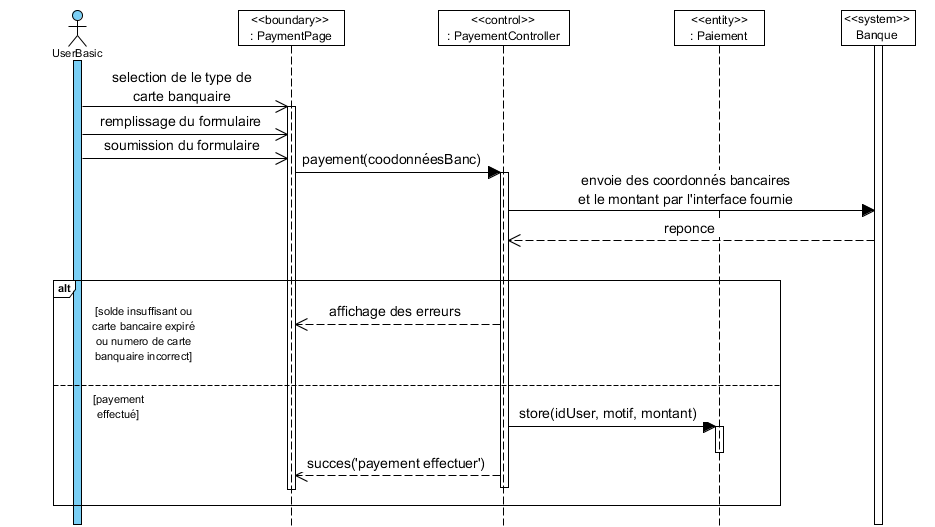 <<boundary>>
: PaymntPage
<<control>>
: PayementController
<<entity>>
: Paiement
<<system>>
Banque
UserBasic
selection de le type de
carte banquaire
remplissage du formulaire
soumission du formulaire
payement(coodonnéesBanc)
envoie des coordonnés bancaires
et le montant par l'interface fournie
reponce
alt
[solde insuffisant ou
carte bancaire expiré
ou numero de carte
banquaire incorrect]
affichage des erreurs
[payement
effectué]
store(idUser, motif, montant)
succes('payement effectuer')